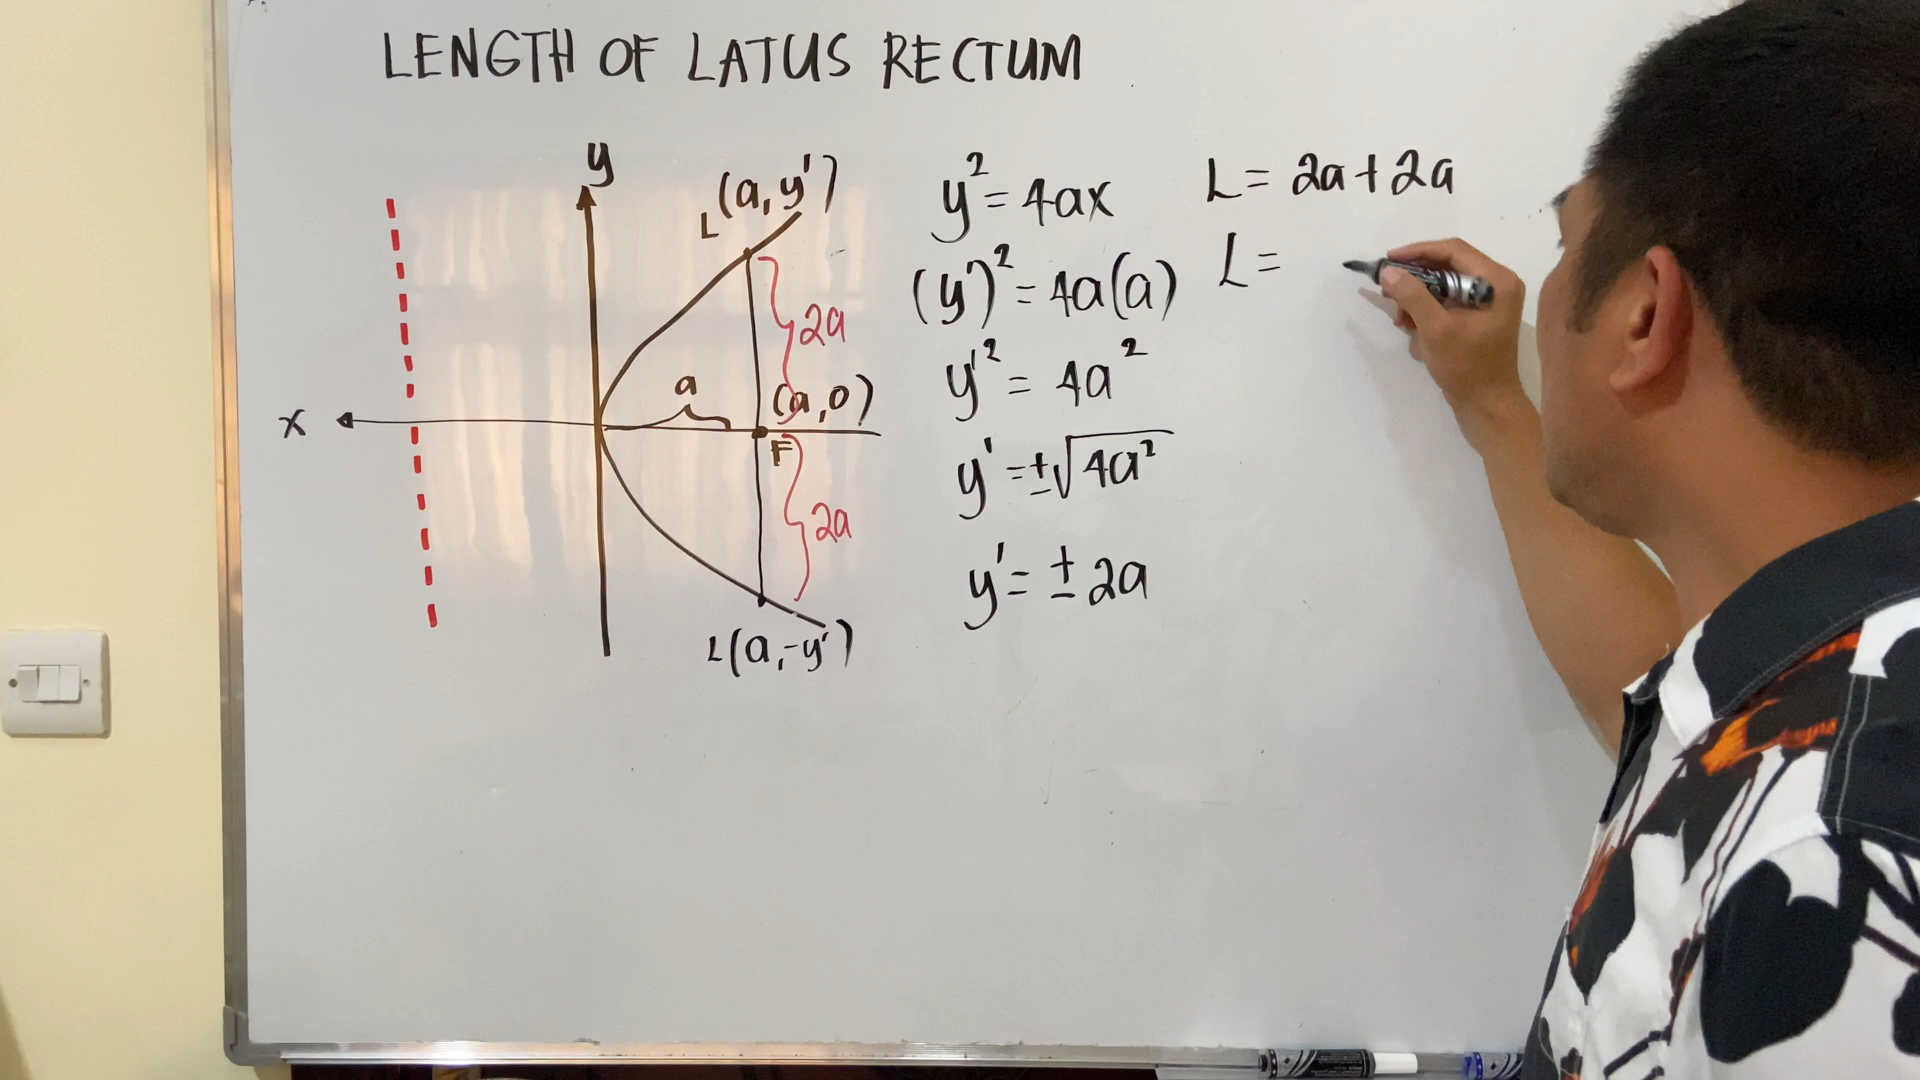 LENGTH OF LATUS RECTUM
y
L(a, y')
2a
a
(a, 0)
x
F
2a
L(a, -y')
y² = 4ax
(y')² = 4a(a)
y'² = 4a²
y' = ±√4a²
y' = ± 2a
L = 2a + 2a
L =